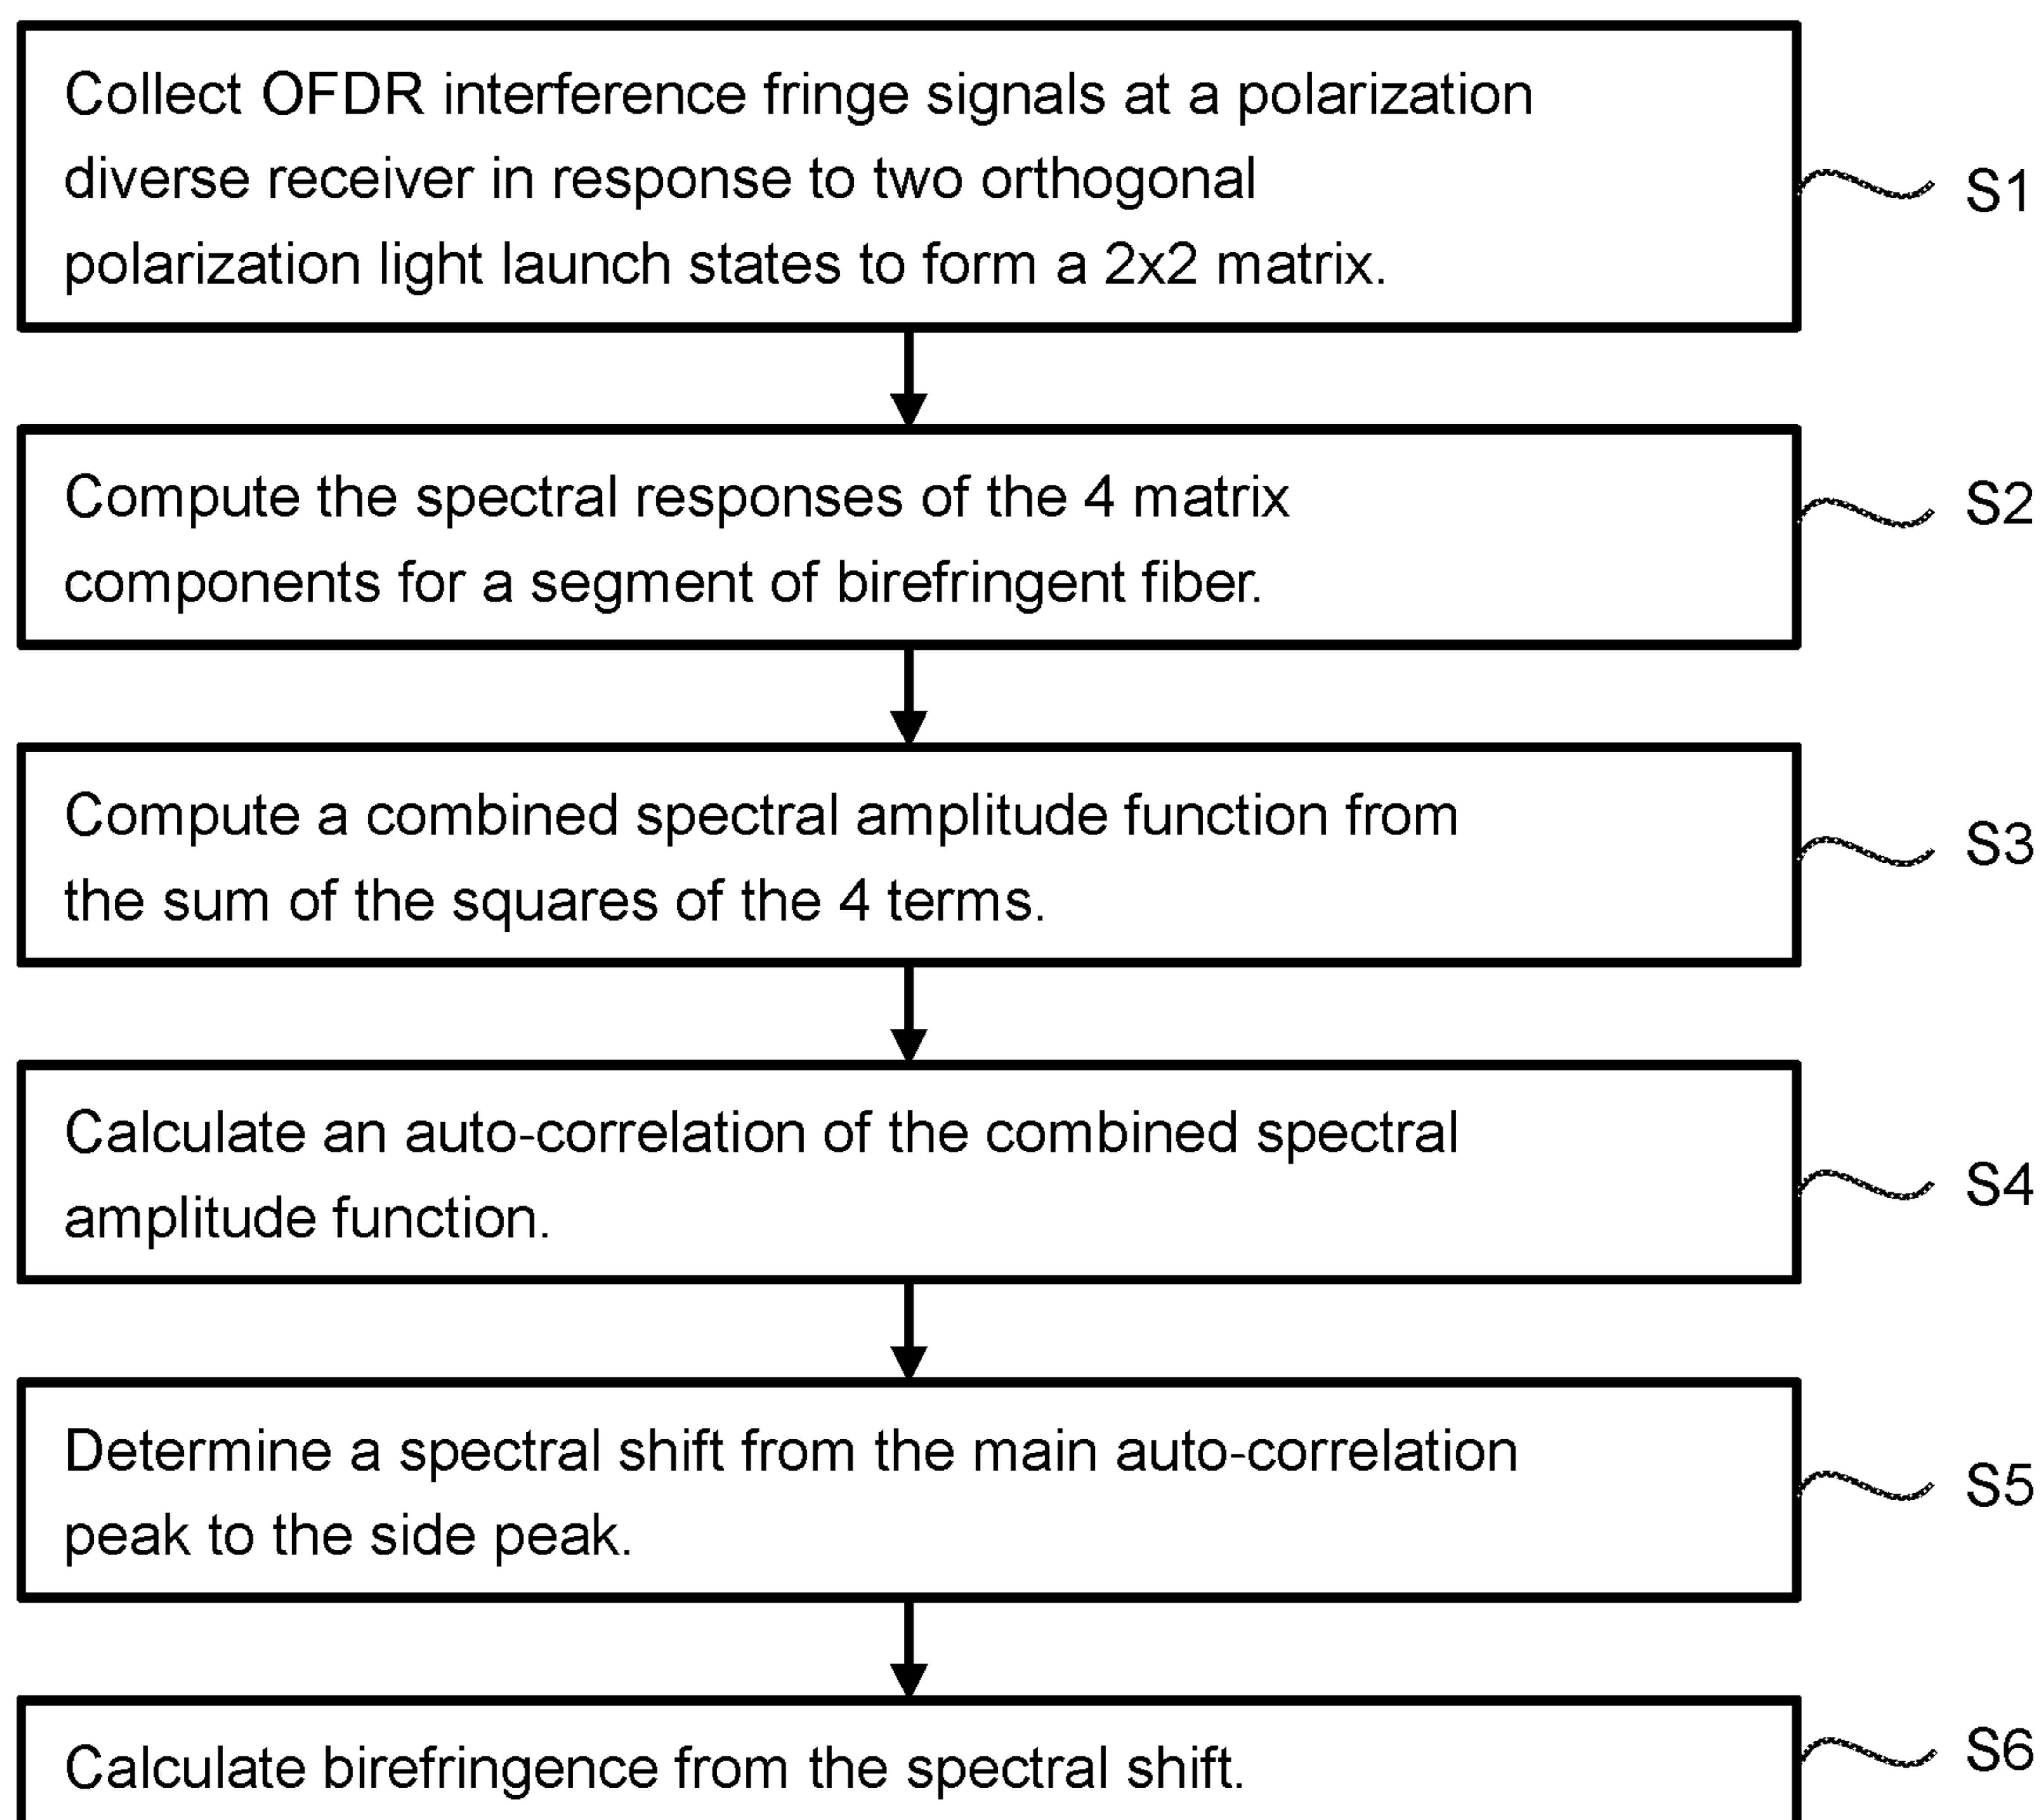 Collect OFDR interference fringe signals at a polarization
diverse receiver in response to two orthogonal
polarization light launch states to form a 2x2 matrix.
S1
Compute the spectral responses of the 4 matrix
components for a segment of birefringent fiber.
S2
Compute a combined spectral amplitude function from
the sum of the squares of the 4 terms.
S3
Calculate an auto-correlation of the combined spectral
amplitude function.
S4
Determine a spectral shift from the main auto-correlation
peak to the side peak.
S5
Calculate birefringence from the spectral shift.
S6